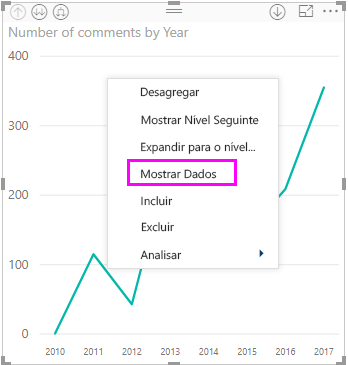 Number of comments by Year
400
300
200
100
0
Desagregar
Mostrar Nível Seguinte
Expandir para o nível...
Mostrar Dados
Incluir
Excluir
Analisar
2010 2011 2012 2013 2014 2015 2016 2017